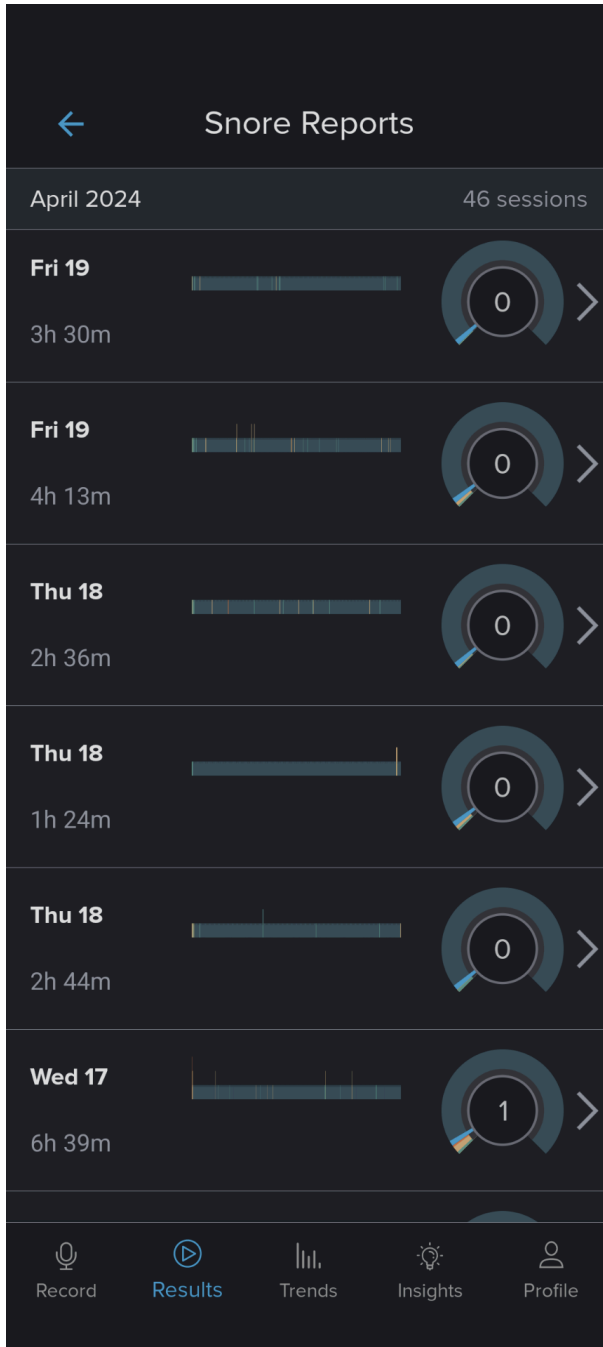 Snore Reports
April 2024 46 sessions
Fri 19
0
3h 30m
Fri 19
0
4h 13m
Thu 18
0
2h 36m
Thu 18
0
1h 24m
Thu 18
0
2h 44m
Wed 17
1
6h 39m
Record Results Trends Insights Profile